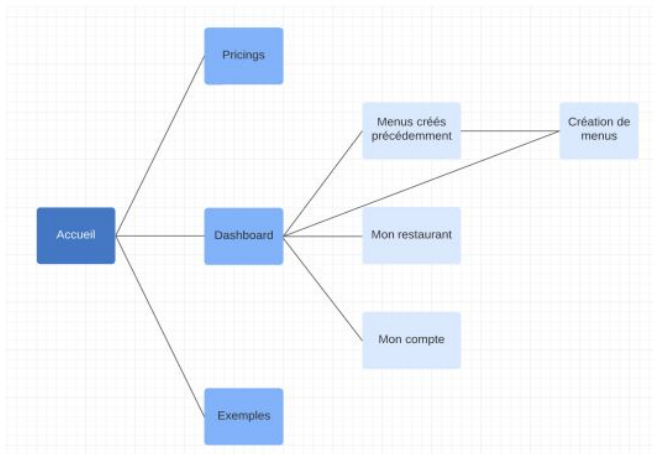 Pricings
Menus créés
précédemment
Création de
menus
Accueil
Dashboard
Mon restaurant
Mon compte
Exemples